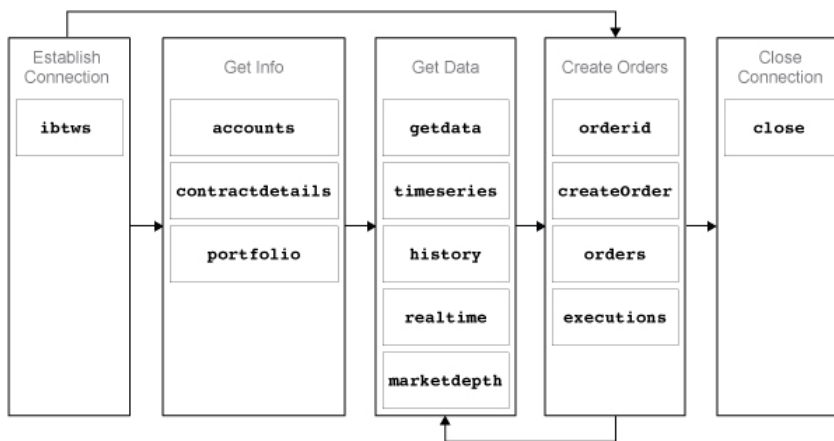 Establish
Connection
ibtws
Get Info
accounts
contractdetails
portfolio
Get Data
getdata
timeseries
history
realtime
marketdepth
Create Orders
orderid
createOrder
orders
executions
Close
Connection
close